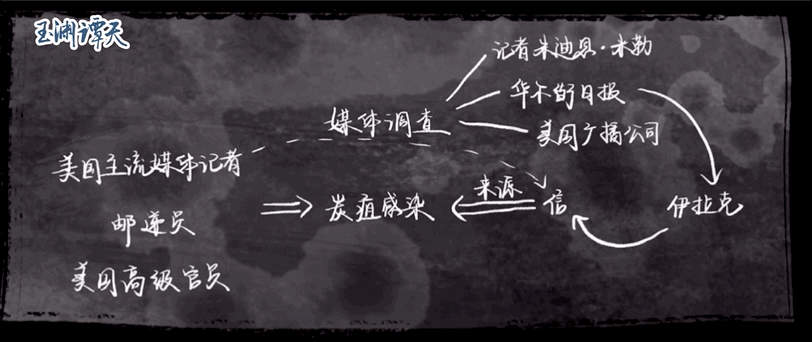 玉渊谭天
记者朱迪思·米勒
华尔街日报
媒体调查
美国广播公司
美国主流媒体记者
来源
邮递员
炭疽感染
信
伊拉克
美国高级官员